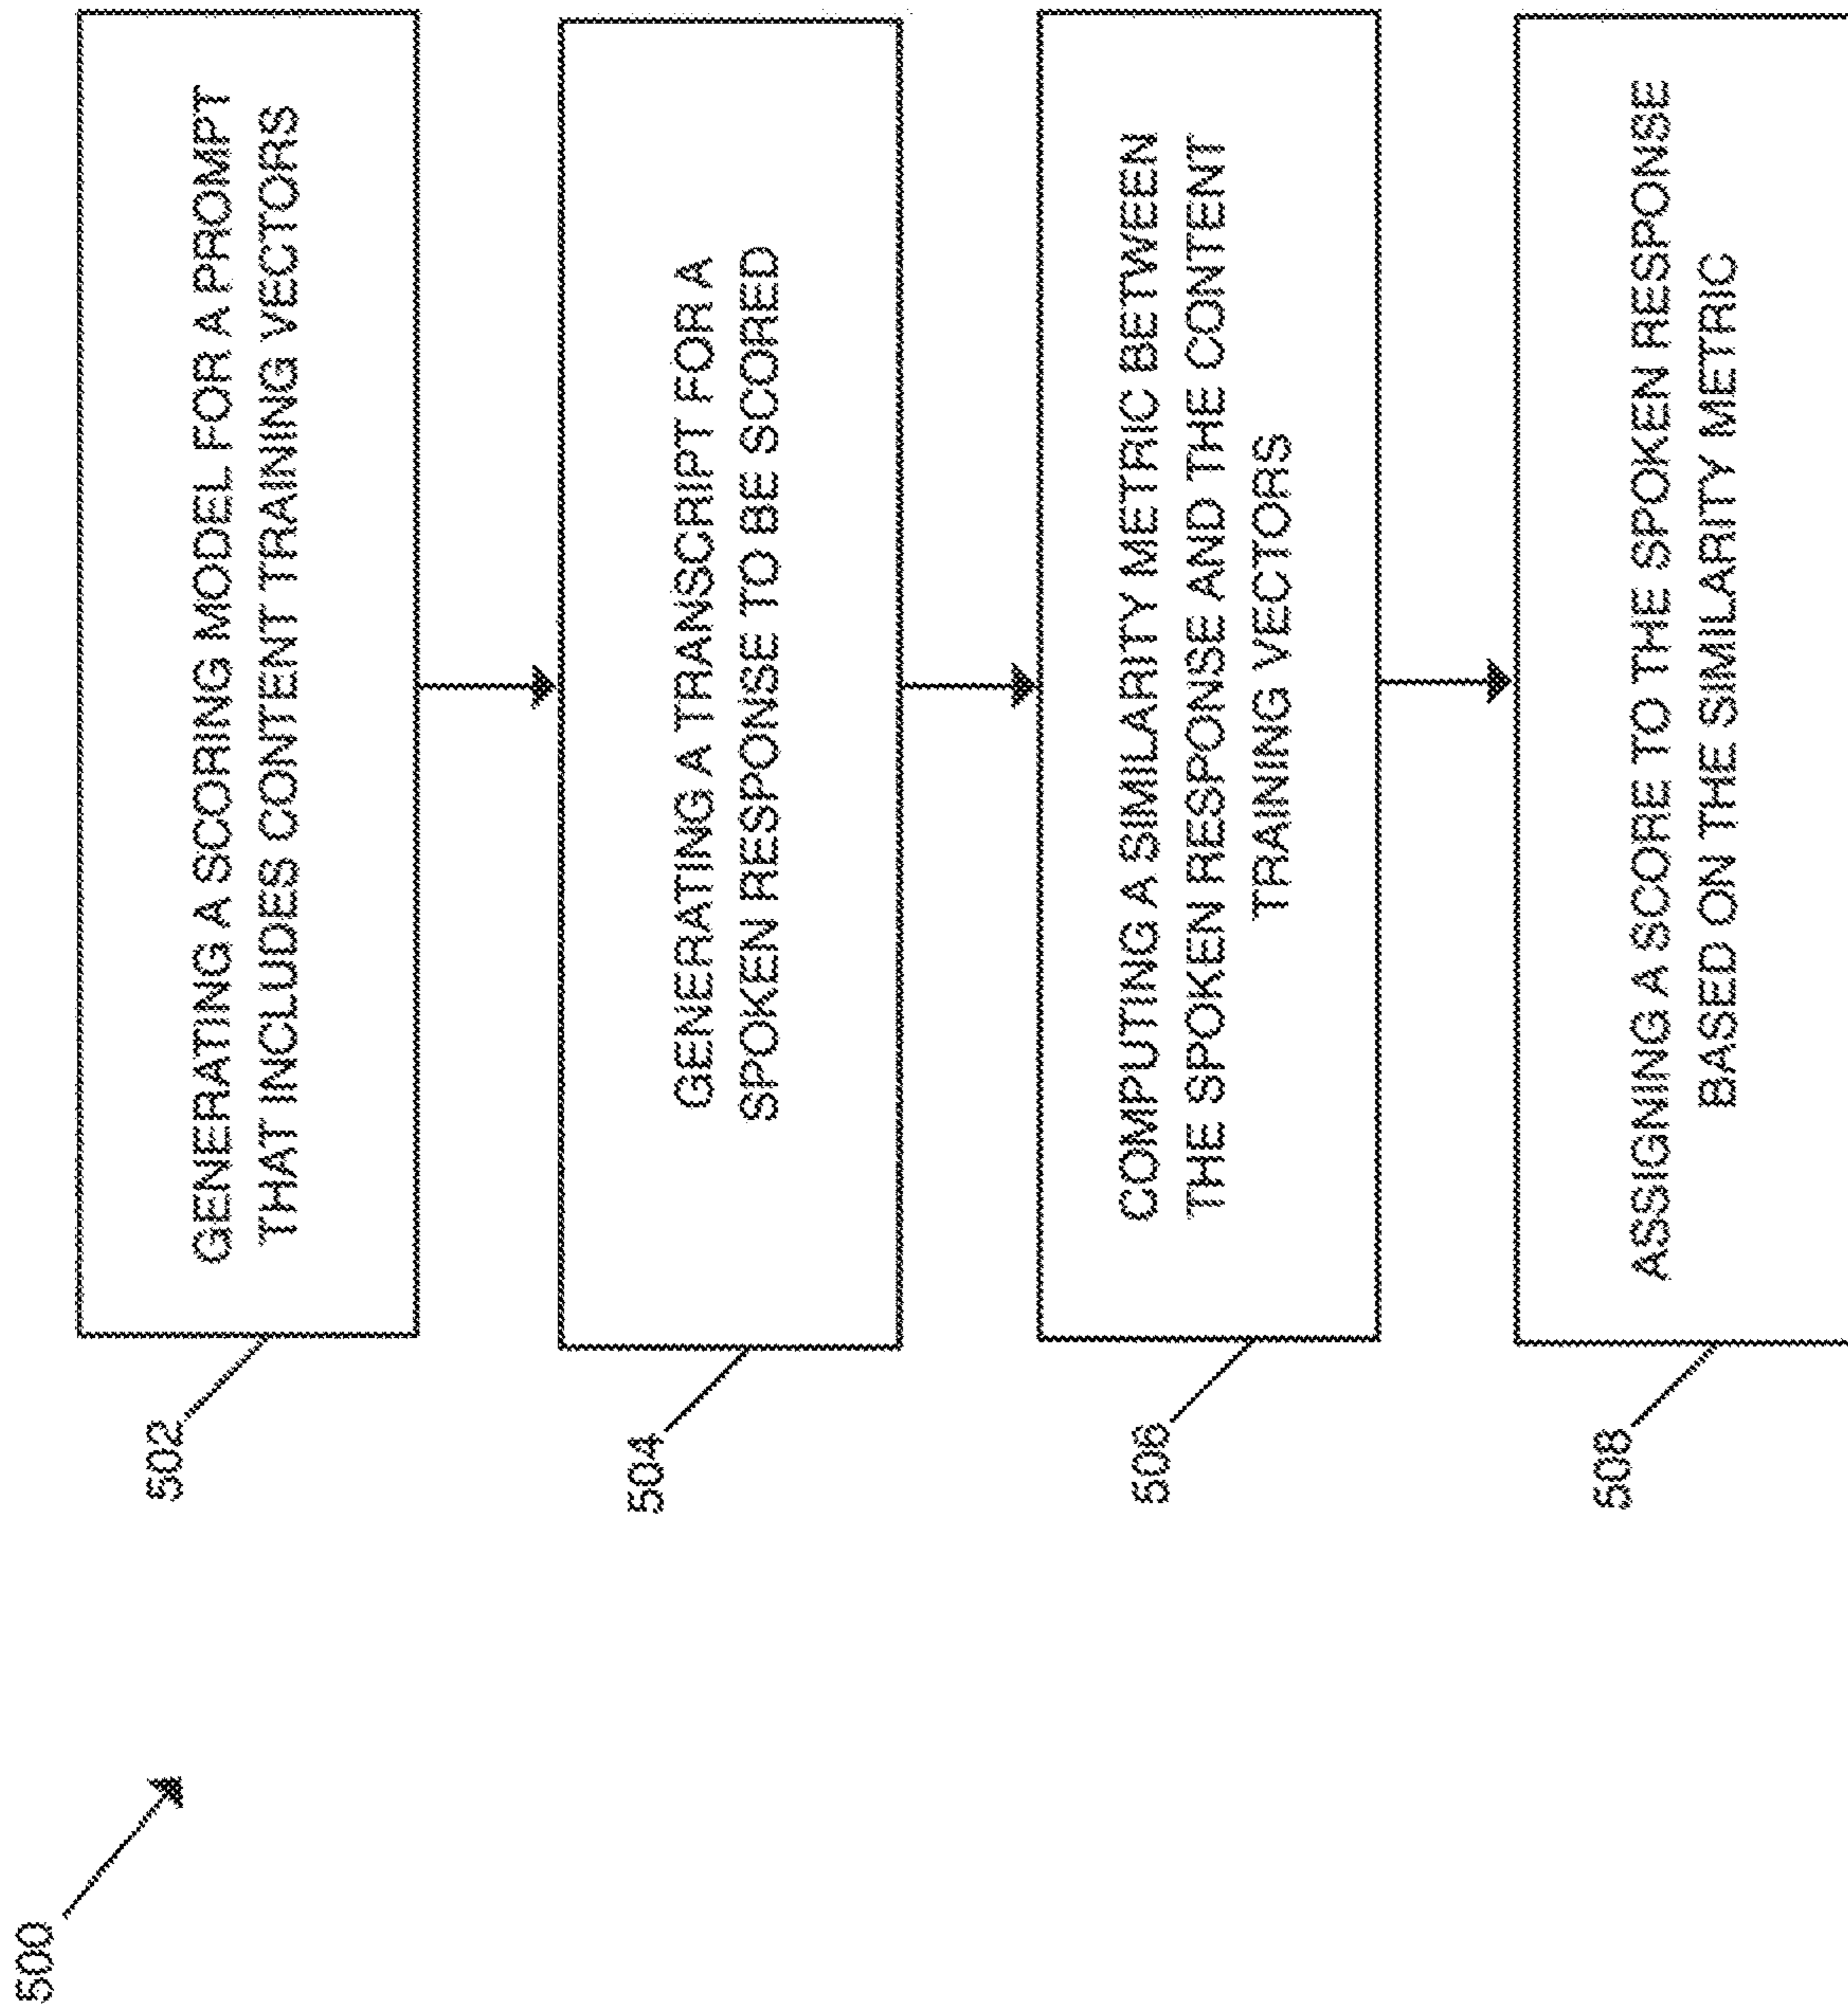 500
502
GENERATING A SCORING MODEL FOR A PROMPT
THAT INCLUDES CONTENT TRAINING VECTORS
504
GENERATING A TRANSCRIPT FOR A
SPOKEN RESPONSE TO BE SCORED
506
COMPUTING A SIMILARITY METRIC BETWEEN
THE SPOKEN RESPONSE AND THE CONTENT
TRAINING VECTORS
508
ASSIGNING A SCORE TO THE SPOKEN RESPONSE
BASED ON THE SIMILARITY METRIC